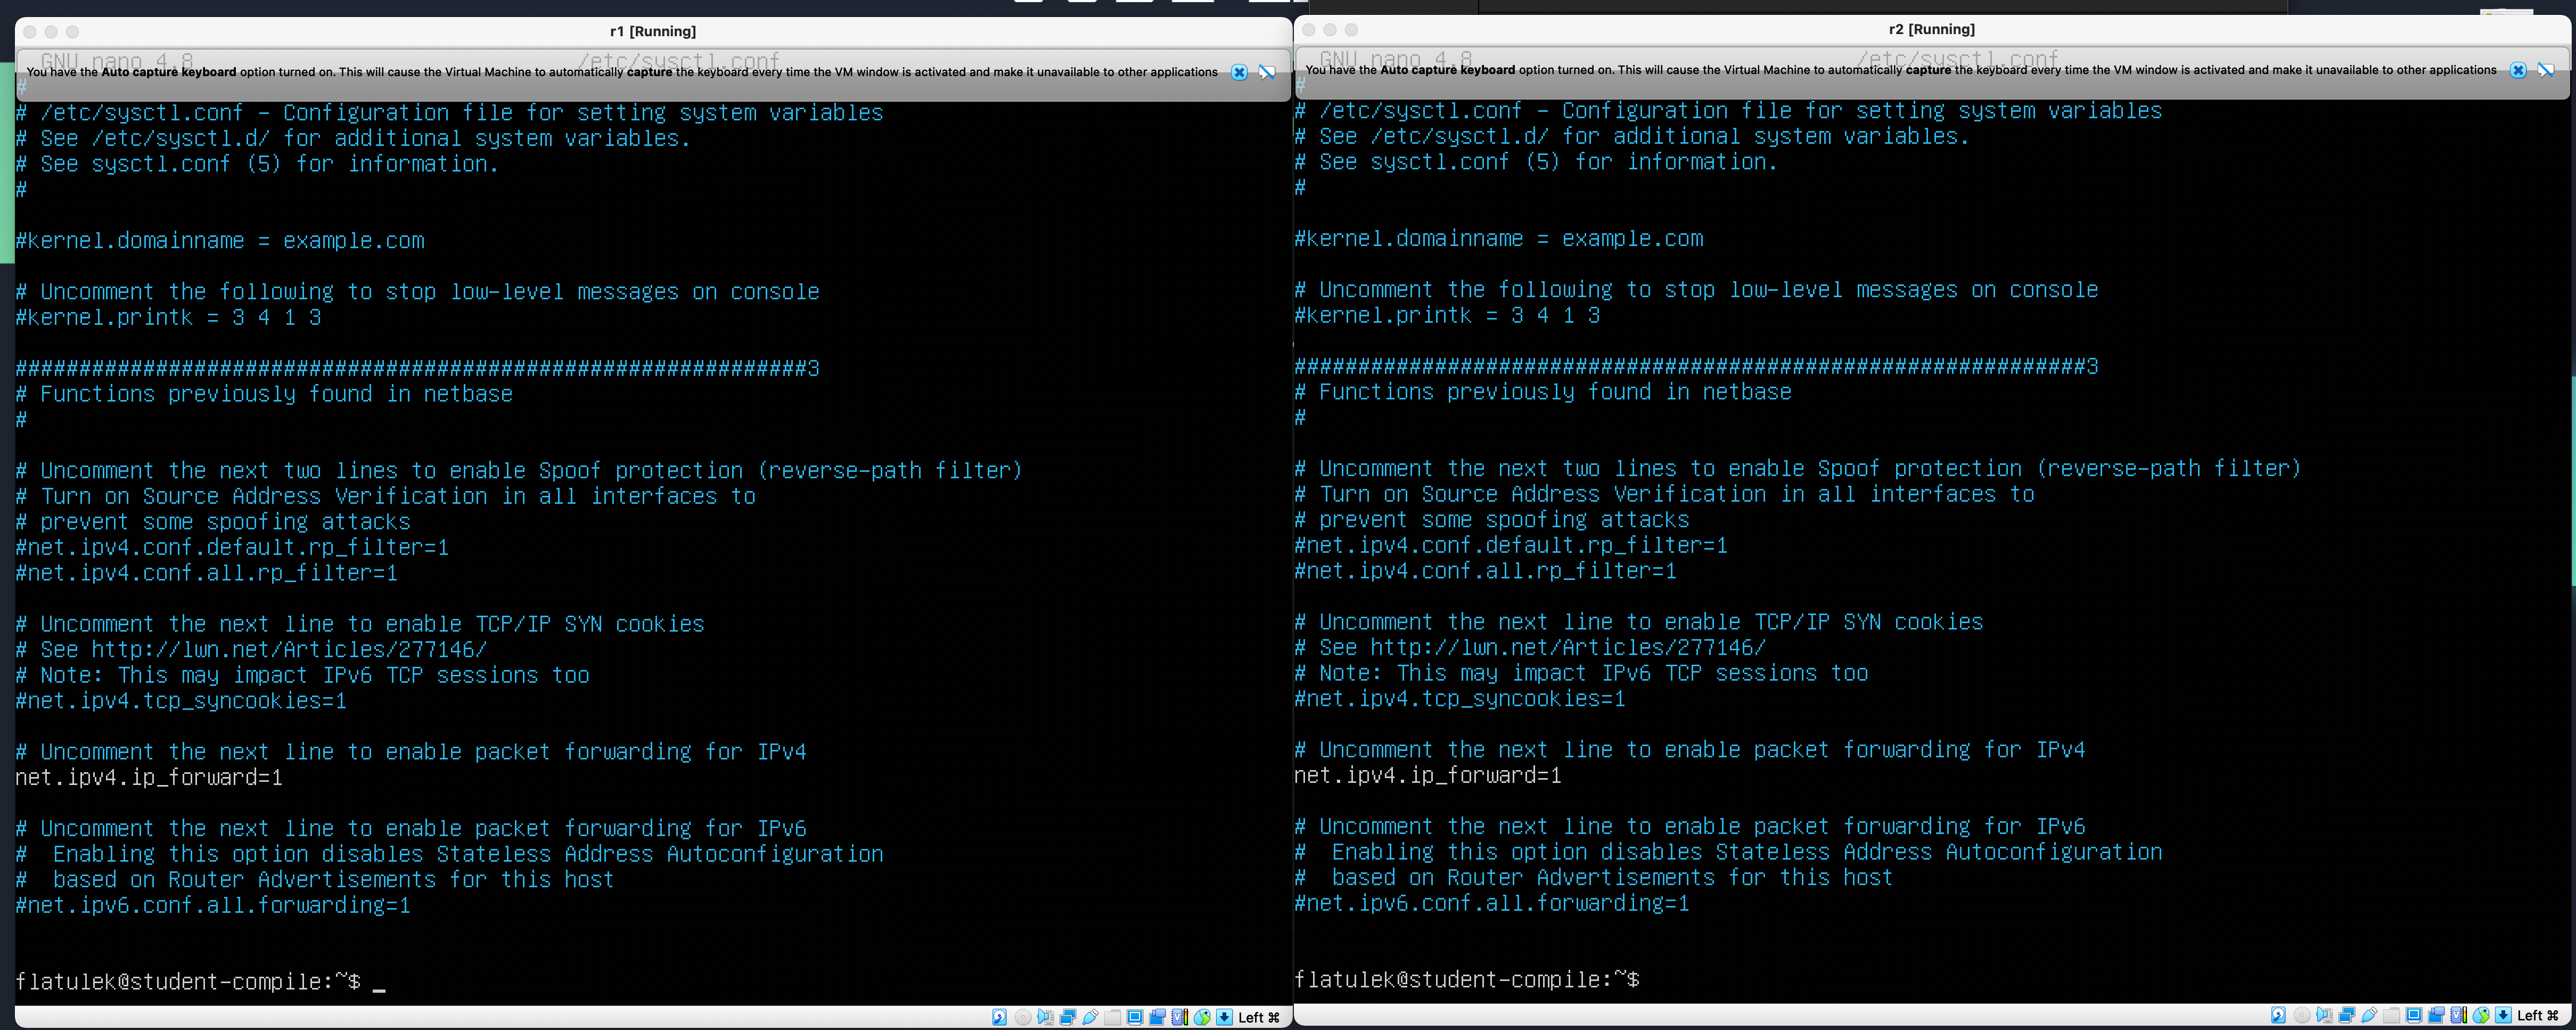 r1 [Running]
GNU nano 4.8 /etc/sysctl.conf
You have the Auto capture keyboard option turned on. This will cause the Virtual Machine to automatically capture the keyboard every time the VM window is activated and make it unavailable to other applications
#
# /etc/sysctl.conf - Configuration file for setting system variables
# See /etc/sysctl.d/ for additional system variables.
# See sysctl.conf (5) for information.
#
#kernel.domainname = example.com
# Uncomment the following to stop low-level messages on console
#kernel.printk = 3 4 1 3
##############################################################3
# Functions previously found in netbase
#
# Uncomment the next two lines to enable Spoof protection (reverse-path filter)
# Turn on Source Address Verification in all interfaces to
# prevent some spoofing attacks
#net.ipv4.conf.default.rp_filter=1
#net.ipv4.conf.all.rp_filter=1
# Uncomment the next line to enable TCP/IP SYN cookies
# See http://lwn.net/Articles/277146/
# Note: This may impact IPv6 TCP sessions too
#net.ipv4.tcp_syncookies=1
# Uncomment the next line to enable packet forwarding for IPv4
net.ipv4.ip_forward=1
# Uncomment the next line to enable packet forwarding for IPv6
#  Enabling this option disables Stateless Address Autoconfiguration
#  based on Router Advertisements for this host
#net.ipv6.conf.all.forwarding=1
flatulek@student-compile:~$ _
Left ⌘
r2 [Running]
GNU nano 4.8 /etc/sysctl.conf
You have the Auto capture keyboard option turned on. This will cause the Virtual Machine to automatically capture the keyboard every time the VM window is activated and make it unavailable to other applications
#
# /etc/sysctl.conf - Configuration file for setting system variables
# See /etc/sysctl.d/ for additional system variables.
# See sysctl.conf (5) for information.
#
#kernel.domainname = example.com
# Uncomment the following to stop low-level messages on console
#kernel.printk = 3 4 1 3
##############################################################3
# Functions previously found in netbase
#
# Uncomment the next two lines to enable Spoof protection (reverse-path filter)
# Turn on Source Address Verification in all interfaces to
# prevent some spoofing attacks
#net.ipv4.conf.default.rp_filter=1
#net.ipv4.conf.all.rp_filter=1
# Uncomment the next line to enable TCP/IP SYN cookies
# See http://lwn.net/Articles/277146/
# Note: This may impact IPv6 TCP sessions too
#net.ipv4.tcp_syncookies=1
# Uncomment the next line to enable packet forwarding for IPv4
net.ipv4.ip_forward=1
# Uncomment the next line to enable packet forwarding for IPv6
#  Enabling this option disables Stateless Address Autoconfiguration
#  based on Router Advertisements for this host
#net.ipv6.conf.all.forwarding=1
flatulek@student-compile:~$
Left ⌘